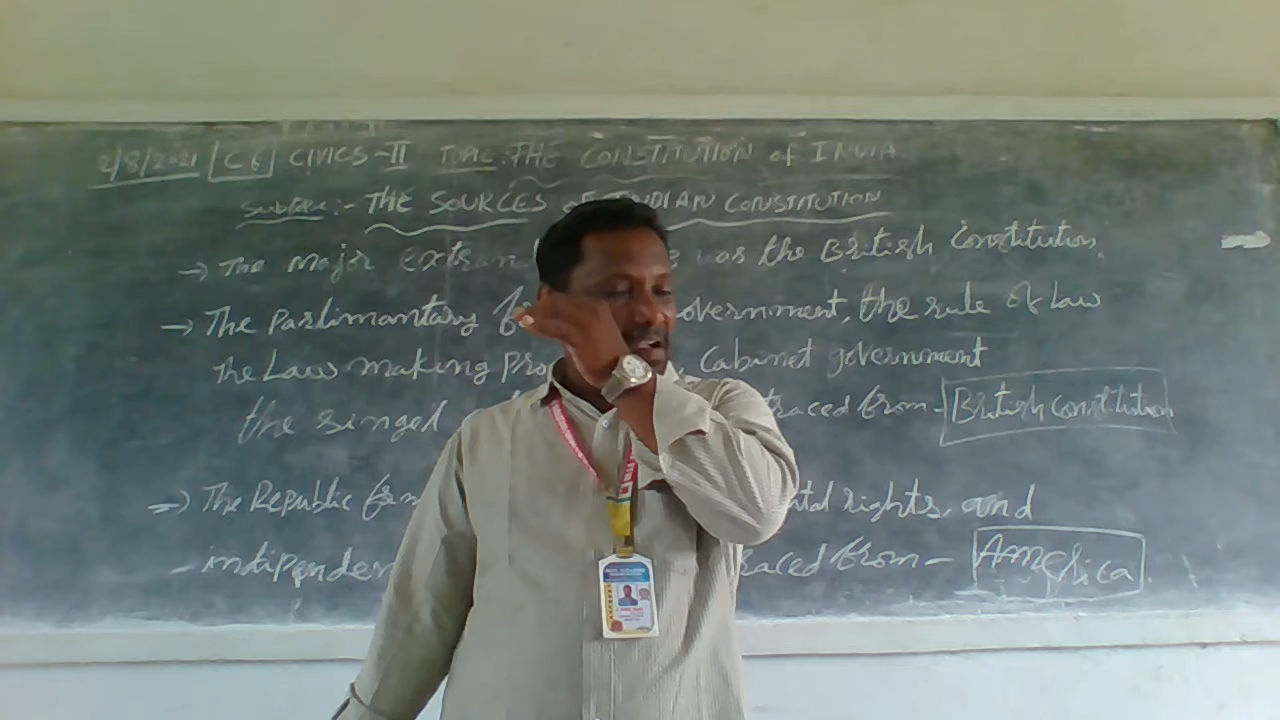 2/8/2021 C6 CIVICS-II TOPIC: THE CONSTITUTION of INDIA
Subtopic:- THE SOURCES of INDIAN CONSTITUTION
→ The Major was the British Constitution,
→ The Parlimantary government, the rule of Law
The Law making Cabinet government
the singel traced from - British constitution
⇒ The Republic rights, and
- traced from - America